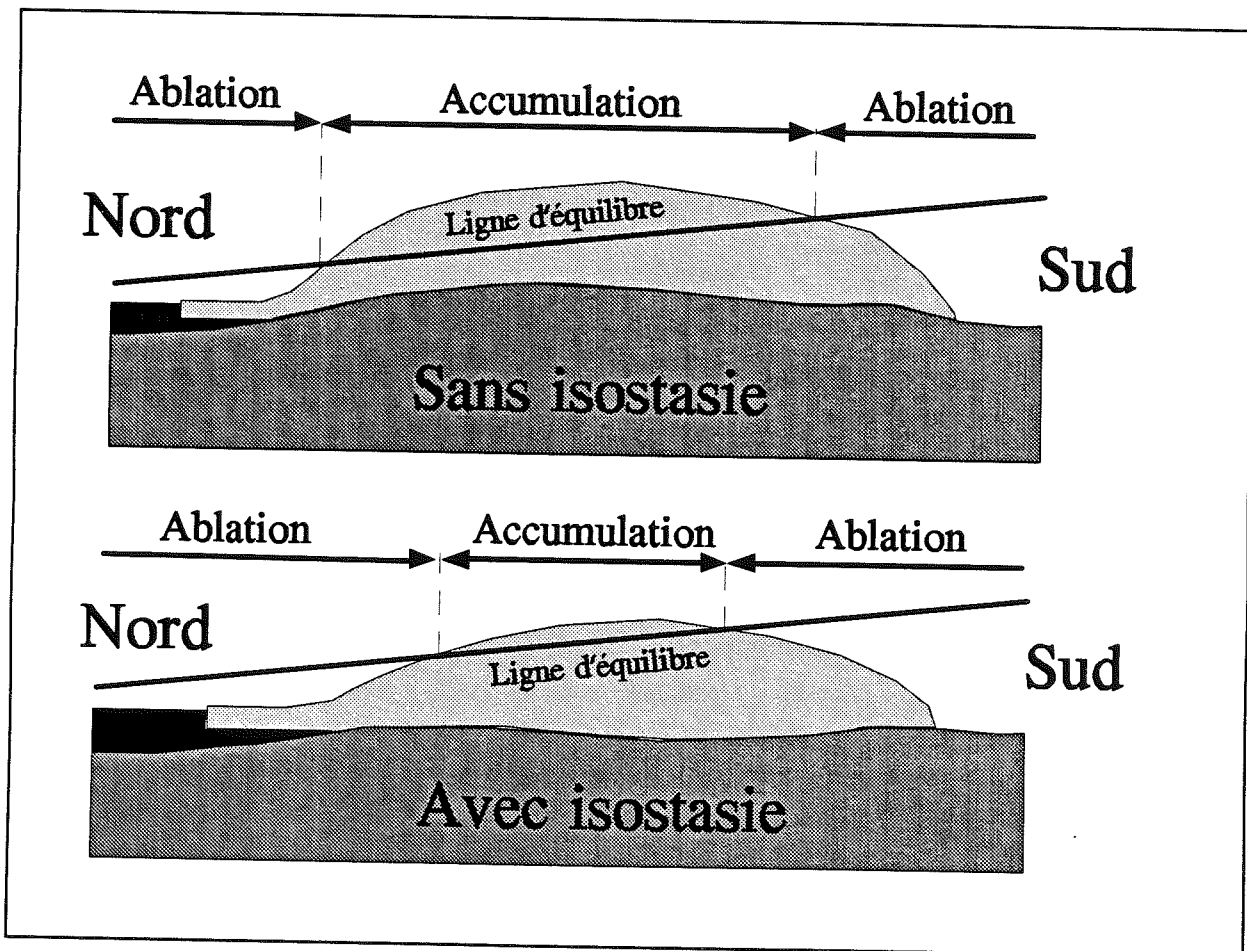 Ablation
Accumulation
Ablation
Nord
Ligne d'équilibre
Sud
Sans isostasie
Ablation
Accumulation
Ablation
Nord
Ligne d'équilibre
Sud
Avec isostasie